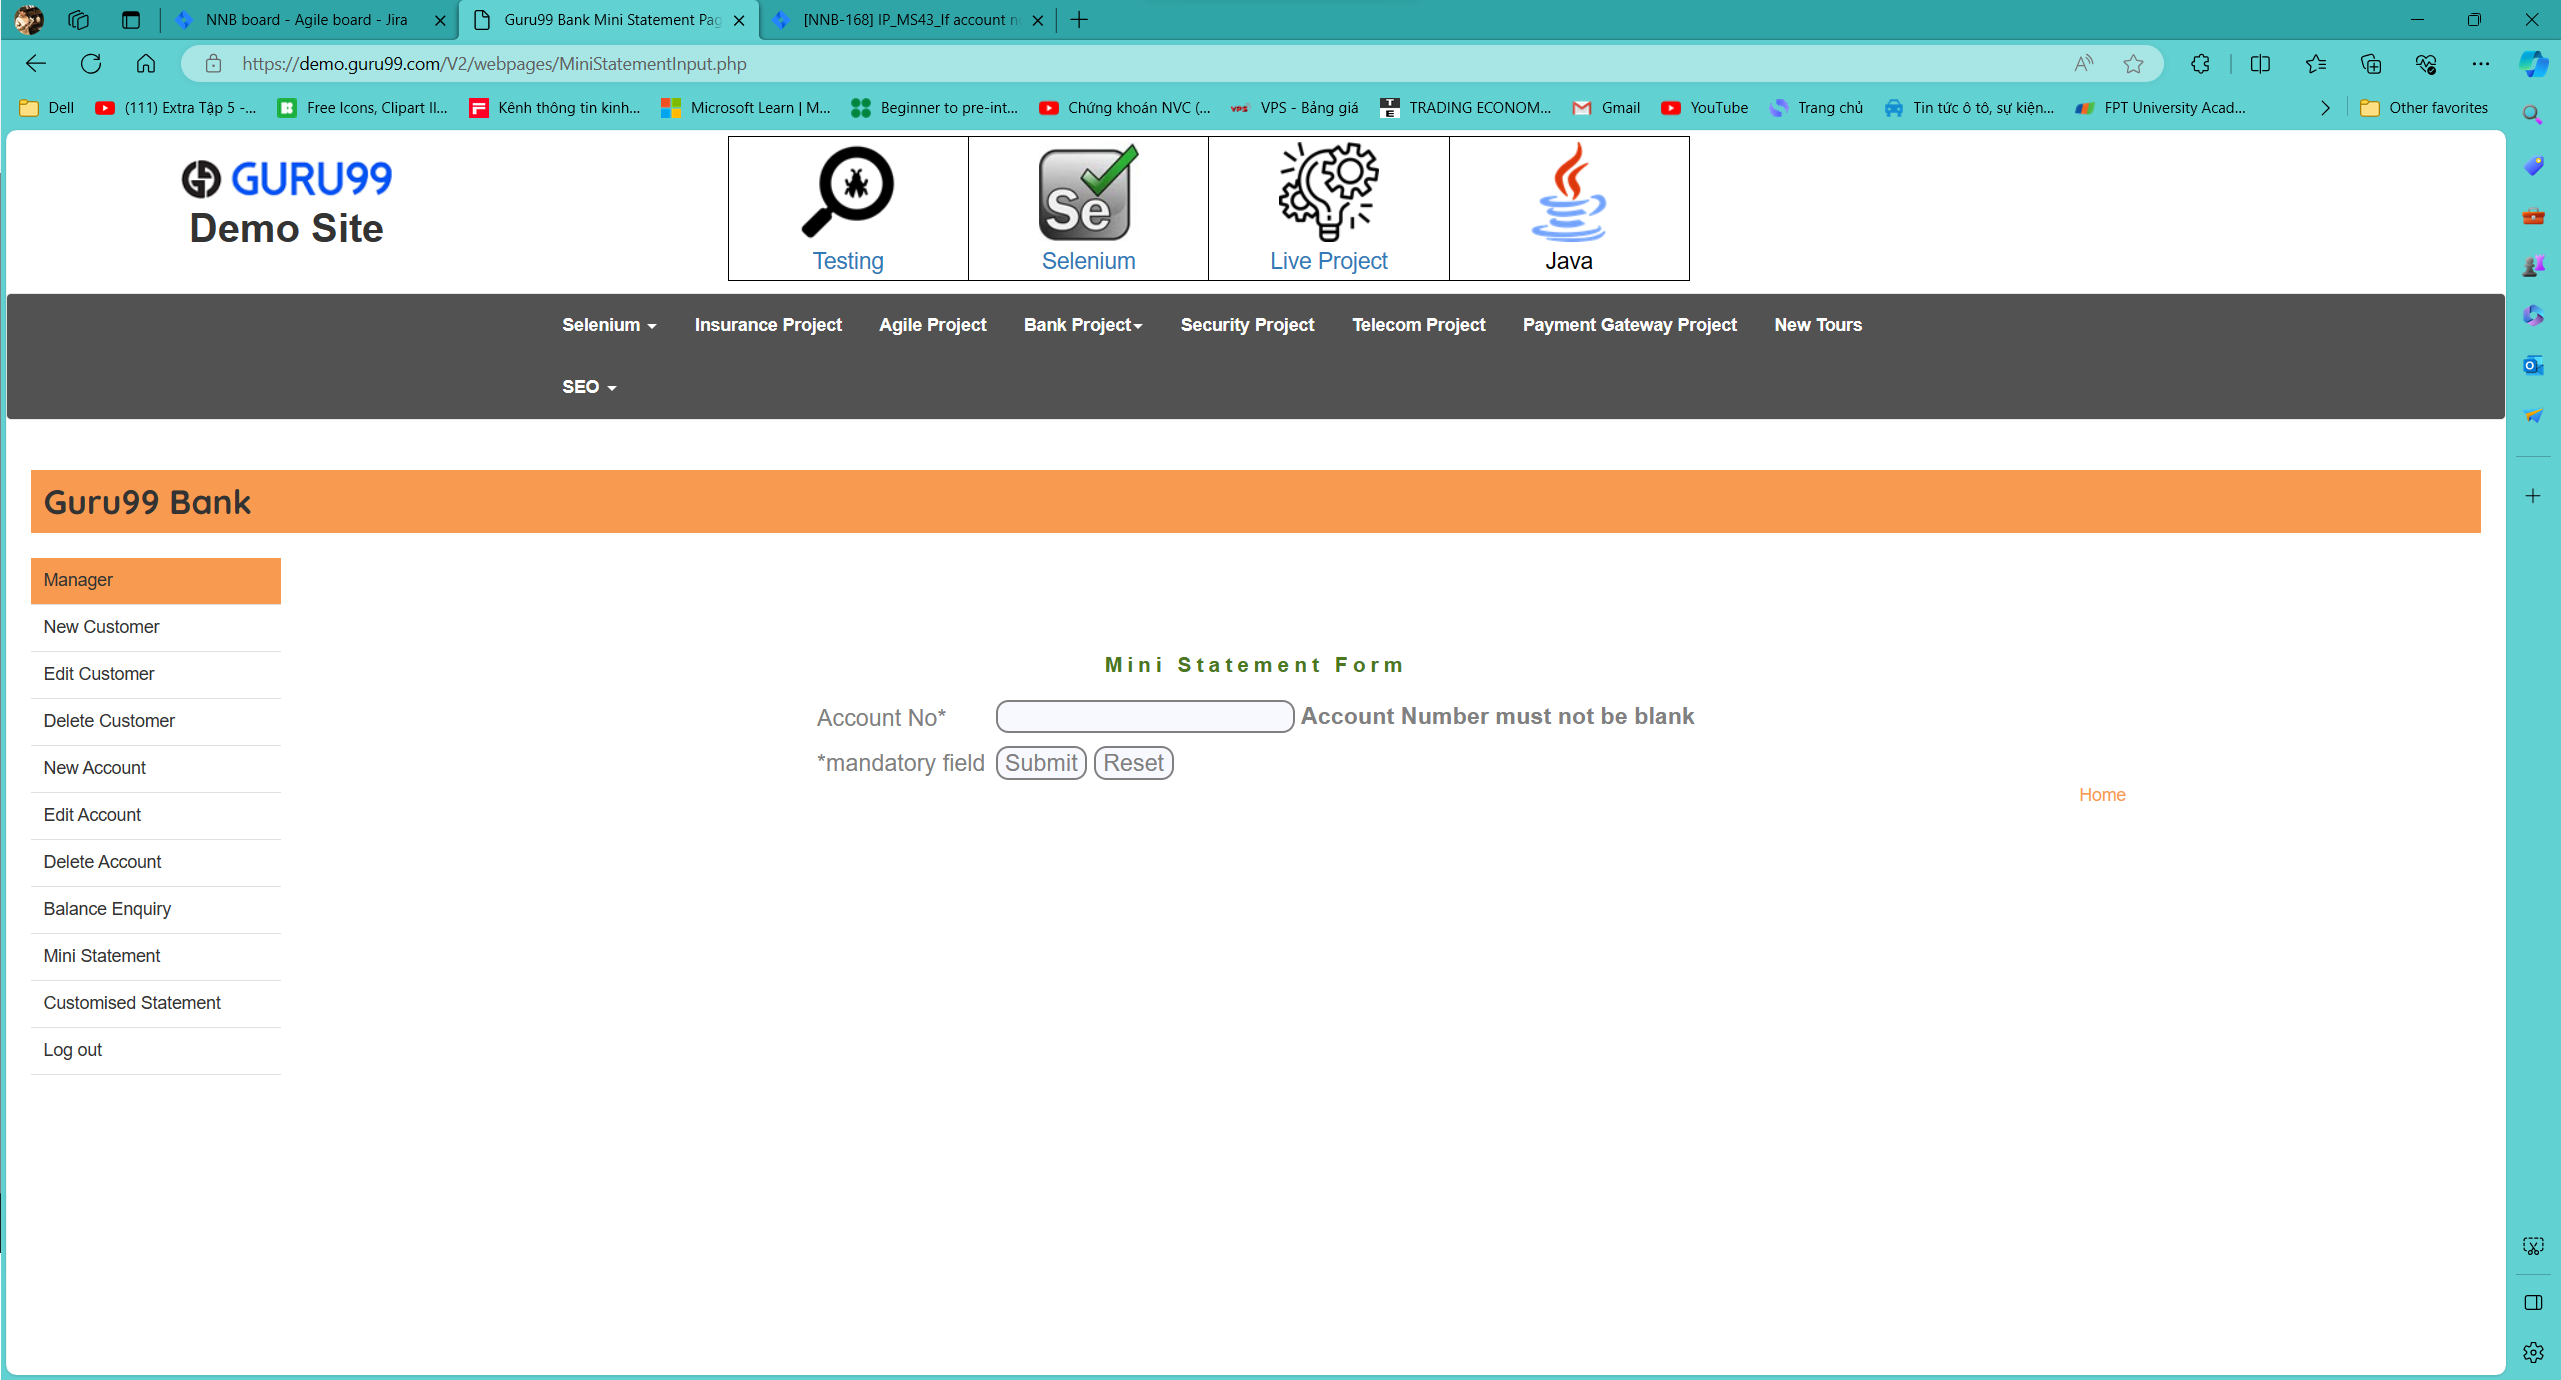 NNB board - Agile board - Jira
Guru99 Bank Mini Statement Pag
[NNB-168] IP_MS43_If account n
https://demo.guru99.com/V2/webpages/MiniStatementInput.php
Dell
(111) Extra Tập 5 -...
Free Icons, Clipart Il...
Kênh thông tin kinh...
Microsoft Learn | M...
Beginner to pre-int...
Chứng khoán NVC (...
VPS - Bảng giá
TRADING ECONOM...
Gmail
YouTube
Trang chủ
Tin tức ô tô, sự kiện...
FPT University Acad...
Other favorites
GURU99
Demo Site
Testing
Selenium
Live Project
Java
Selenium
Insurance Project
Agile Project
Bank Project
Security Project
Telecom Project
Payment Gateway Project
New Tours
SEO
Guru99 Bank
Manager
New Customer
Edit Customer
Delete Customer
New Account
Edit Account
Delete Account
Balance Enquiry
Mini Statement
Customised Statement
Log out
Mini Statement Form
Account No* Account Number must not be blank
*mandatory field Submit Reset
Home